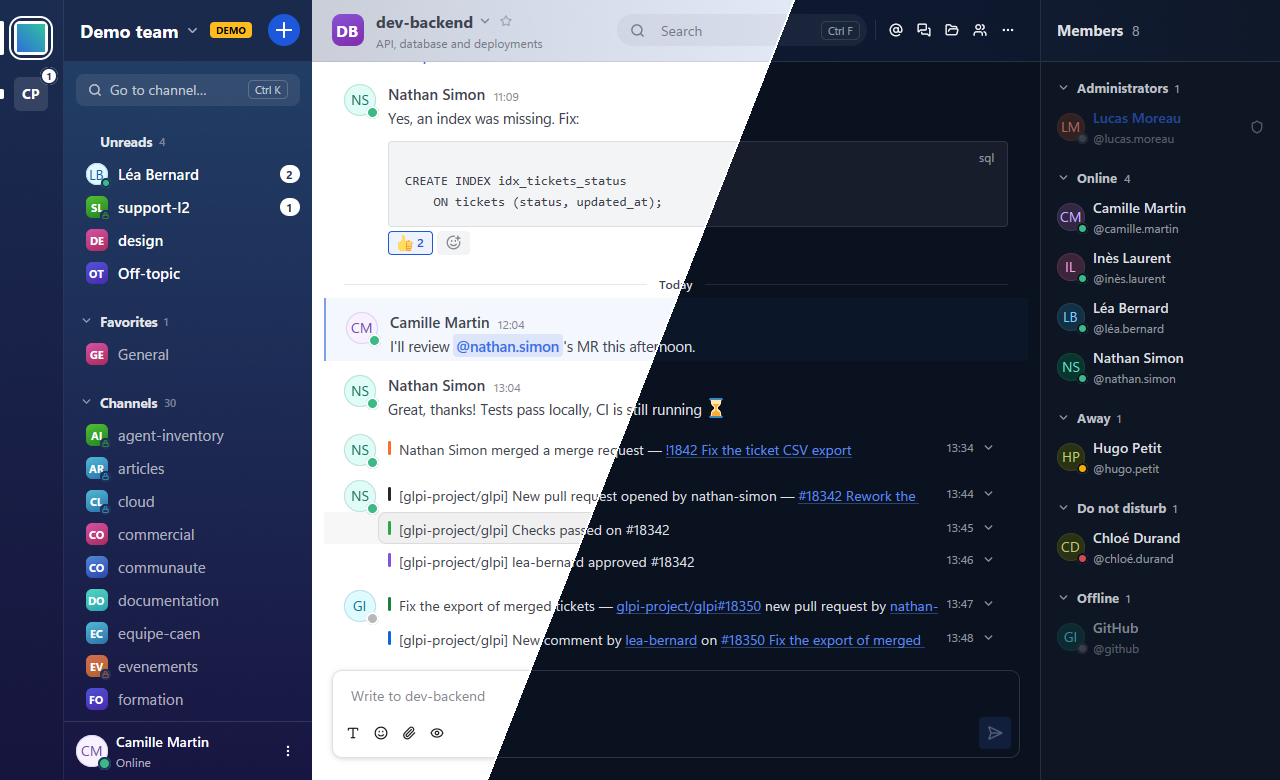 Demo team
DEMO
1
CP
Go to channel...
Ctrl K
Unreads 4
LB Léa Bernard 2
SL support-l2 1
DE design
OT Off-topic
Favorites 1
GE General
Channels 30
AI agent-inventory
AR articles
CL cloud
CO commercial
CO communaute
DO documentation
EC equipe-caen
EV evenements
FO formation
CM Camille Martin
Online
DB dev-backend
API, database and deployments
Search
Ctrl F
NS Nathan Simon 11:09
Yes, an index was missing. Fix:
sql
CREATE INDEX idx_tickets_status
ON tickets (status, updated_at);
👍 2
Today
CM Camille Martin 12:04
I'll review @nathan.simon's MR this afternoon.
NS Nathan Simon 13:04
Great, thanks! Tests pass locally, CI is still running ⏳
NS Nathan Simon merged a merge request — !1842 Fix the ticket CSV export 13:34
NS [glpi-project/glpi] New pull request opened by nathan-simon — #18342 Rework the 13:44
[glpi-project/glpi] Checks passed on #18342 13:45
[glpi-project/glpi] lea-bernard approved #18342 13:46
GI Fix the export of merged tickets — glpi-project/glpi#18350 new pull request by nathan- 13:47
[glpi-project/glpi] New comment by lea-bernard on #18350 Fix the export of merged 13:48
Write to dev-backend
Members 8
Administrators 1
LM Lucas Moreau
@lucas.moreau
Online 4
CM Camille Martin
@camille.martin
IL Inès Laurent
@inès.laurent
LB Léa Bernard
@léa.bernard
NS Nathan Simon
@nathan.simon
Away 1
HP Hugo Petit
@hugo.petit
Do not disturb 1
CD Chloé Durand
@chloé.durand
Offline 1
GI GitHub
@github